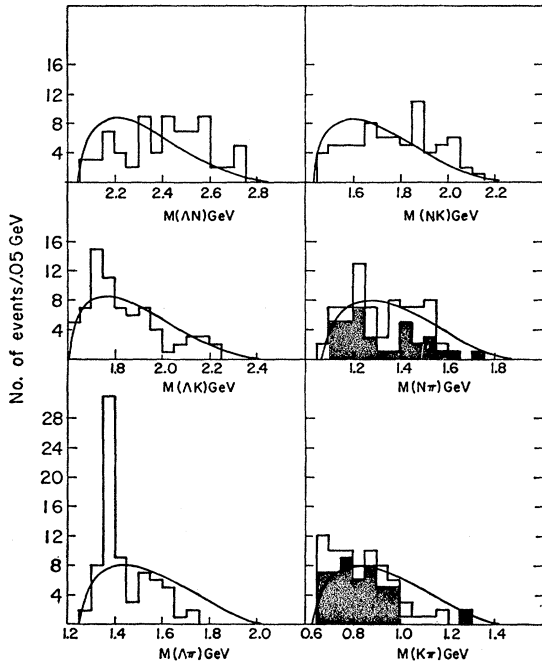 No. of events/.05 GeV
16
12
8
4
2.2 2.4 2.6 2.8
M(ΛN)GeV
1.6 1.8 2.0 2.2
M(NK)GeV
16
12
8
4
1.8 2.0 2.2 2.4
M(ΛK)GeV
1.2 1.4 1.6 1.8
M(Nπ)GeV
28
24
20
16
12
8
4
1.2 1.4 1.6 1.8 2.0
M(Λπ)GeV
0.6 0.8 1.0 1.2 1.4
M(Kπ)GeV